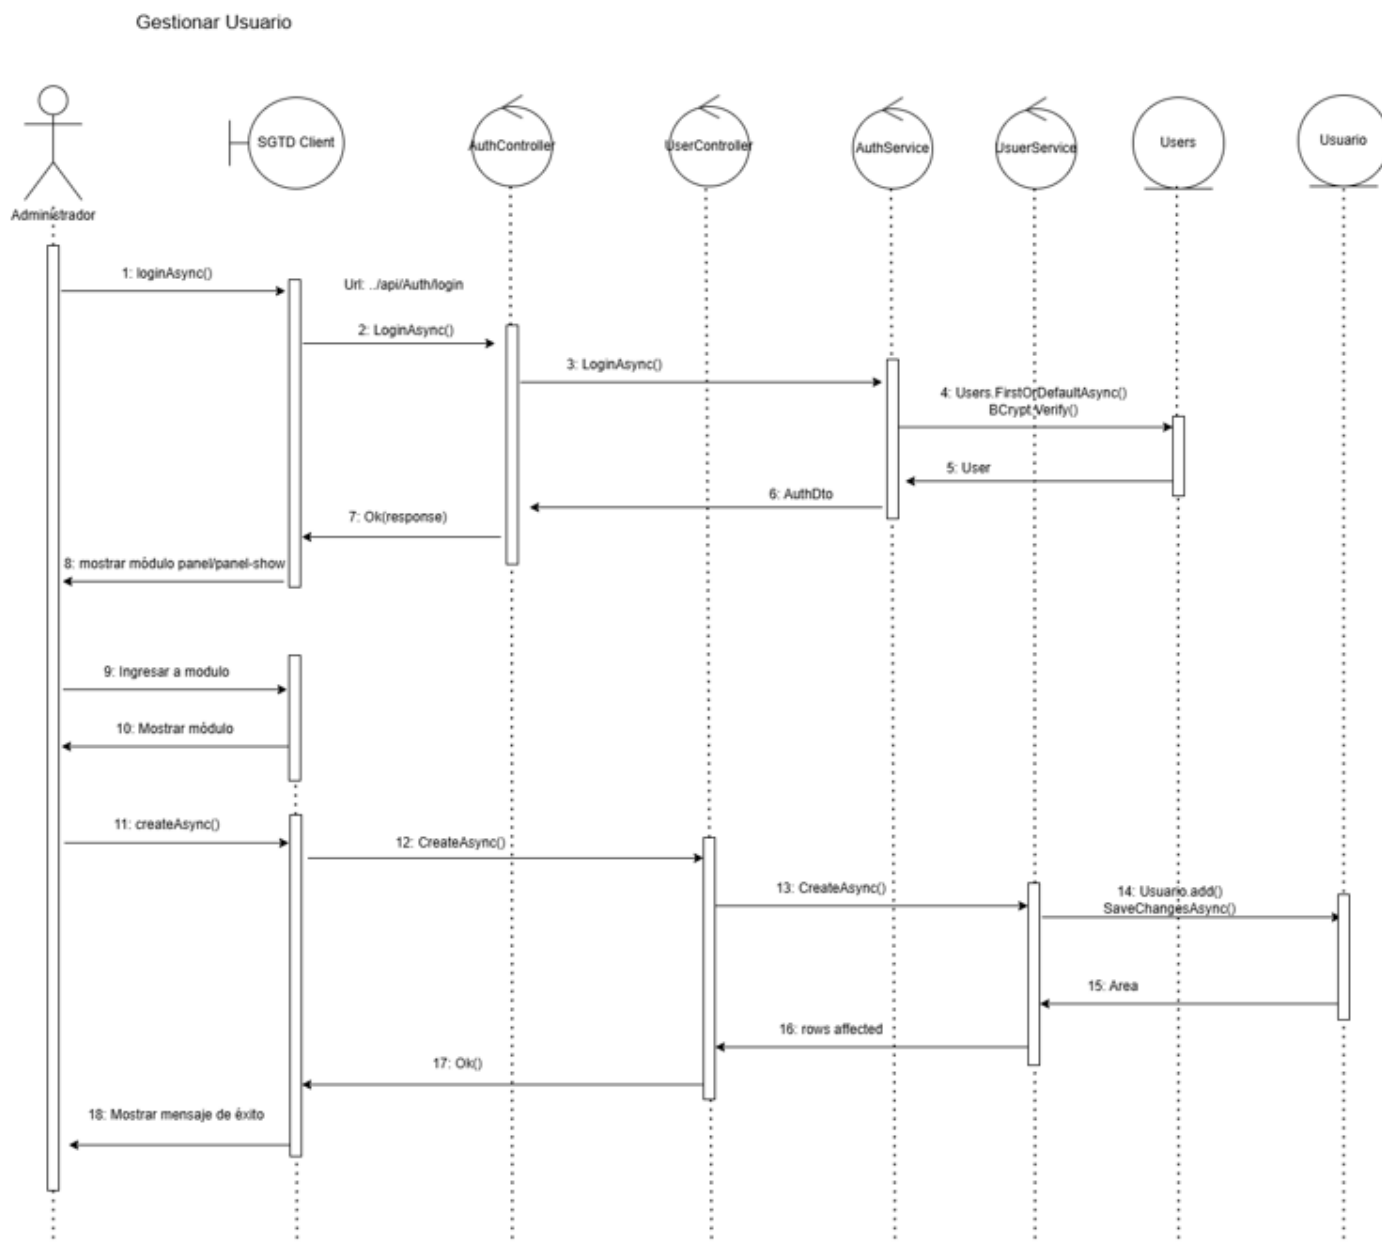 Gestionar Usuario
SGTD Client
AuthController
UserController
AuthService
UsuerService
Users
Usuario
Administrador
1: loginAsync()
Url: ../api/Auth/login
2: LoginAsync()
3: LoginAsync()
4: Users.FirstOrDefaultAsync()
BCrypt.Verify()
5: User
6: AuthDto
7: Ok(response)
8: mostrar módulo panel/panel-show
9: Ingresar a modulo
10: Mostrar módulo
11: createAsync()
12: CreateAsync()
13: CreateAsync()
14: Usuario.add()
SaveChangesAsync()
15: Area
16: rows affected
17: Ok()
18: Mostrar mensaje de éxito